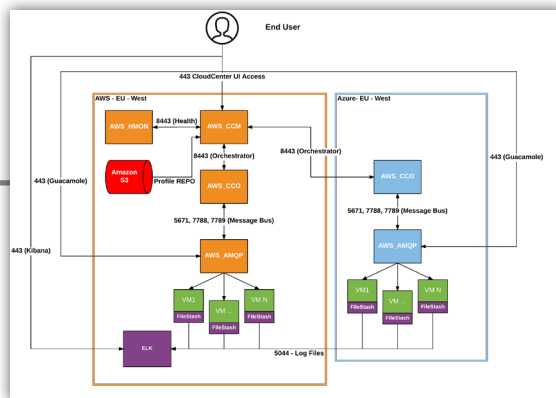 End User
443 CloudCenter UI Access
AWS - EU - West
Azure- EU - West
AWS_HMON
8443 (Health)
AWS_CCM
8443 (Orchestrator)
8443 (Orchestrator)
Amazon
S3
Profile REPO
AWS_CCO
AWS_CCO
443 (Guacamole)
443 (Guacamole)
5671, 7788, 7789 (Message Bus)
5671, 7788, 7789 (Message Bus)
443 (Kibana)
AWS_AMQP
AWS_AMQP
VM1
FileStash
VM ...
FileStash
VM N
FileStash
VM1
FileStash
VM ...
FileStash
VM N
FileStash
ELK
5044 - Log Files